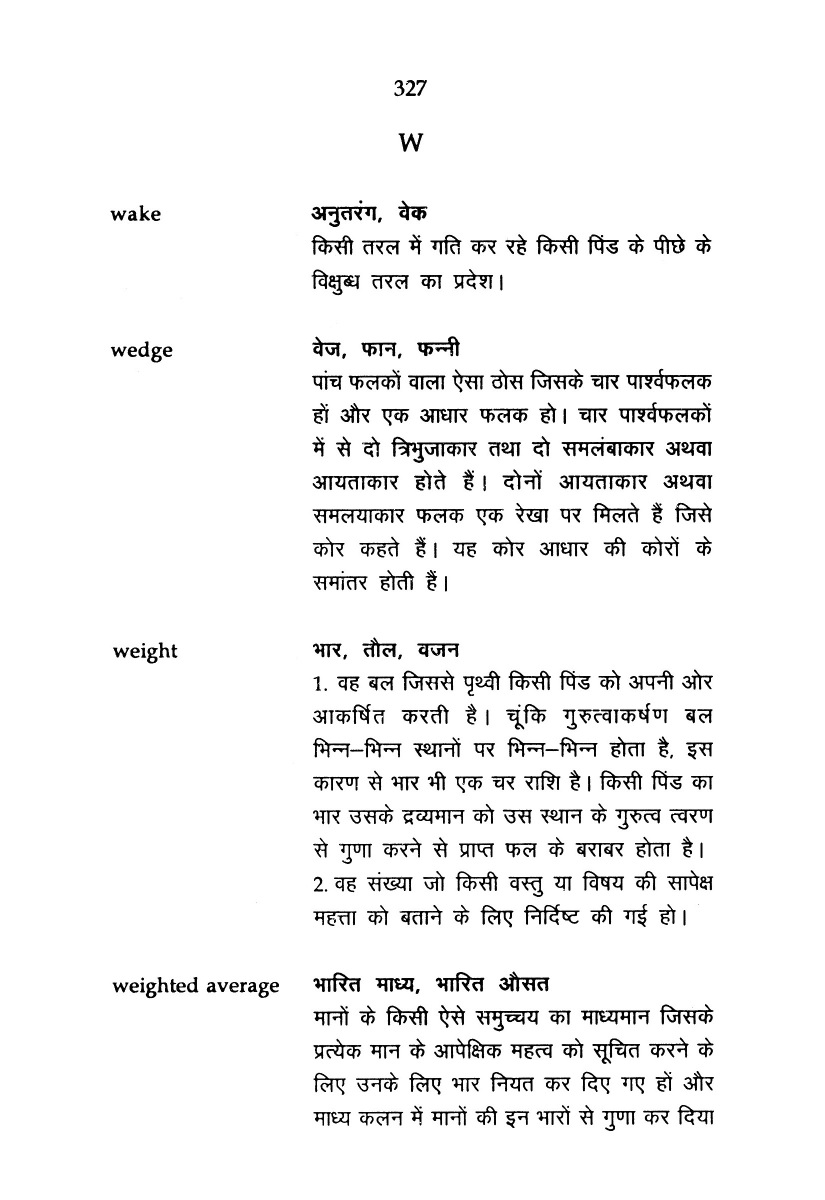 327
W
wake अनुतरंग, वेक
किसी तरल में गति कर रहे किसी पिंड के पीछे के
विक्षुब्ध तरल का प्रदेश।
wedge वेज, फान, फन्नी
पांच फलकों वाला ऐसा ठोस जिसके चार पार्श्वफलक
हों और एक आधार फलक हो। चार पार्श्वफलकों
में से दो त्रिभुजाकार तथा दो समलंबाकार अथवा
आयताकार होते हैं। दोनों आयताकार अथवा
समलयाकार फलक एक रेखा पर मिलते हैं जिसे
कोर कहते हैं। यह कोर आधार की कोरों के
समांतर होती हैं।
weight भार, तौल, वजन
1. वह बल जिससे पृथ्वी किसी पिंड को अपनी ओर
आकर्षित करती है। चूंकि गुरुत्वाकर्षण बल
भिन्न–भिन्न स्थानों पर भिन्न–भिन्न होता है, इस
कारण से भार भी एक चर राशि है। किसी पिंड का
भार उसके द्रव्यमान को उस स्थान के गुरुत्व त्वरण
से गुणा करने से प्राप्त फल के बराबर होता है।
2. वह संख्या जो किसी वस्तु या विषय की सापेक्ष
महत्ता को बताने के लिए निर्दिष्ट की गई हो।
weighted average भारित माध्य, भारित औसत
मानों के किसी ऐसे समुच्चय का माध्यमान जिसके
प्रत्येक मान के आपेक्षिक महत्व को सूचित करने के
लिए उनके लिए भार नियत कर दिए गए हों और
माध्य कलन में मानों की इन भारों से गुणा कर दिया